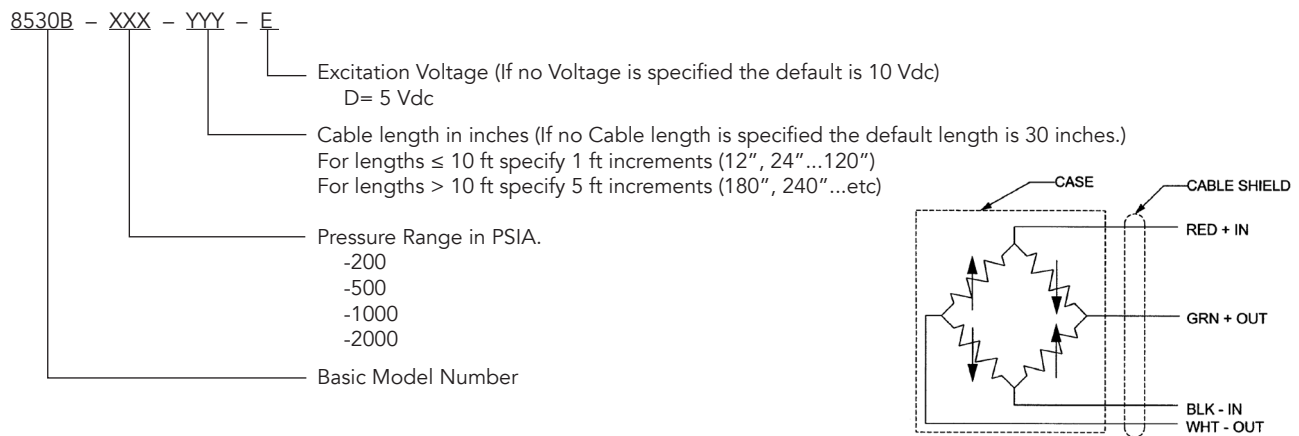 8530B – XXX – YYY – E
Excitation Voltage (If no Voltage is specified the default is 10 Vdc)
D= 5 Vdc
Cable length in inches (If no Cable length is specified the default length is 30 inches.)
For lengths ≤ 10 ft specify 1 ft increments (12”, 24”...120”)
For lengths > 10 ft specify 5 ft increments (180”, 240”...etc)
Pressure Range in PSIA.
-200
-500
-1000
-2000
Basic Model Number
CASE
CABLE SHIELD
RED + IN
GRN + OUT
BLK - IN
WHT - OUT